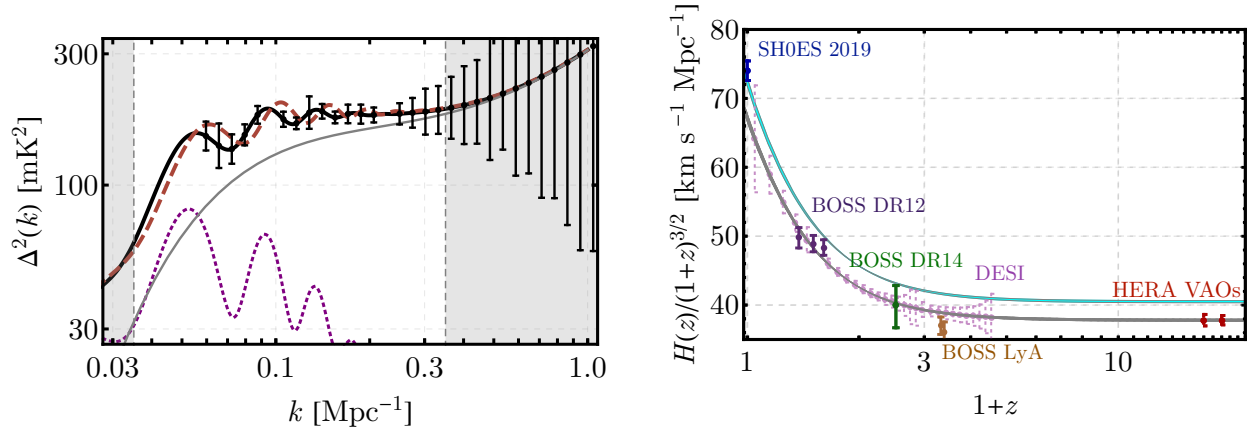 300
100
30
Δ²(k) [mK²]
0.03
0.1
0.3
1.0
k [Mpc⁻¹]
H(z)/(1+z)^{3/2} [km s⁻¹ Mpc⁻¹]
80
70
60
50
40
SH0ES 2019
BOSS DR12
BOSS DR14
DESI
HERA VAOs
BOSS LyA
1
3
10
1+z